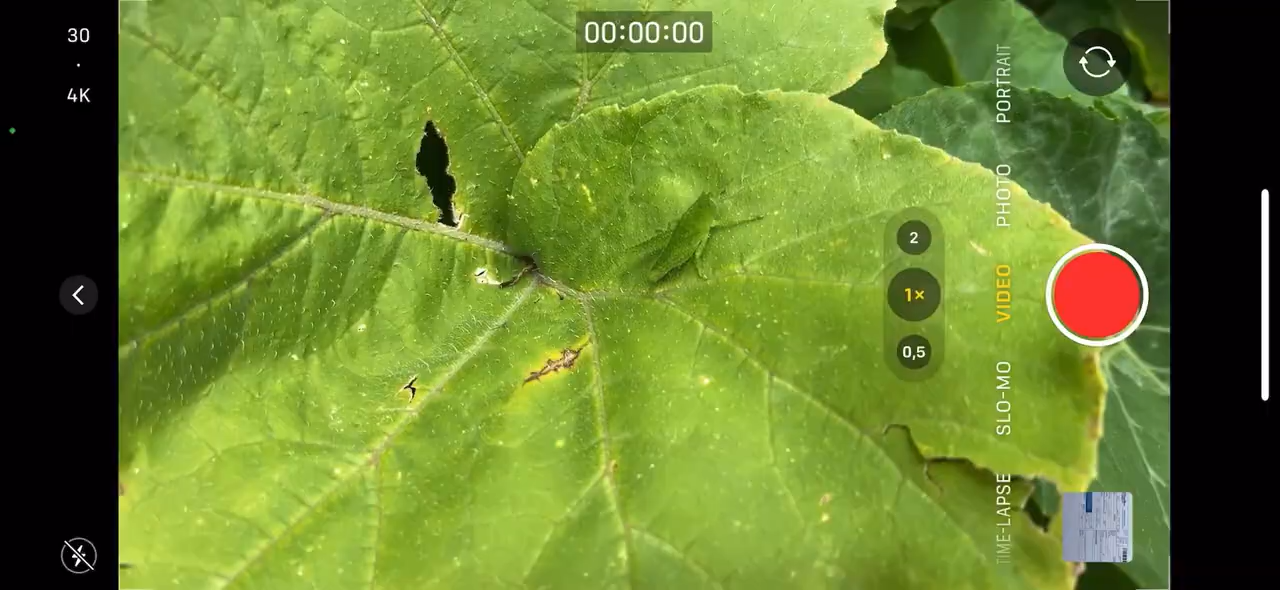 30
4K
00:00:00
2
1×
0,5
PORTRAIT
PHOTO
VIDEO
SLO-MO
TIME-LAPSE